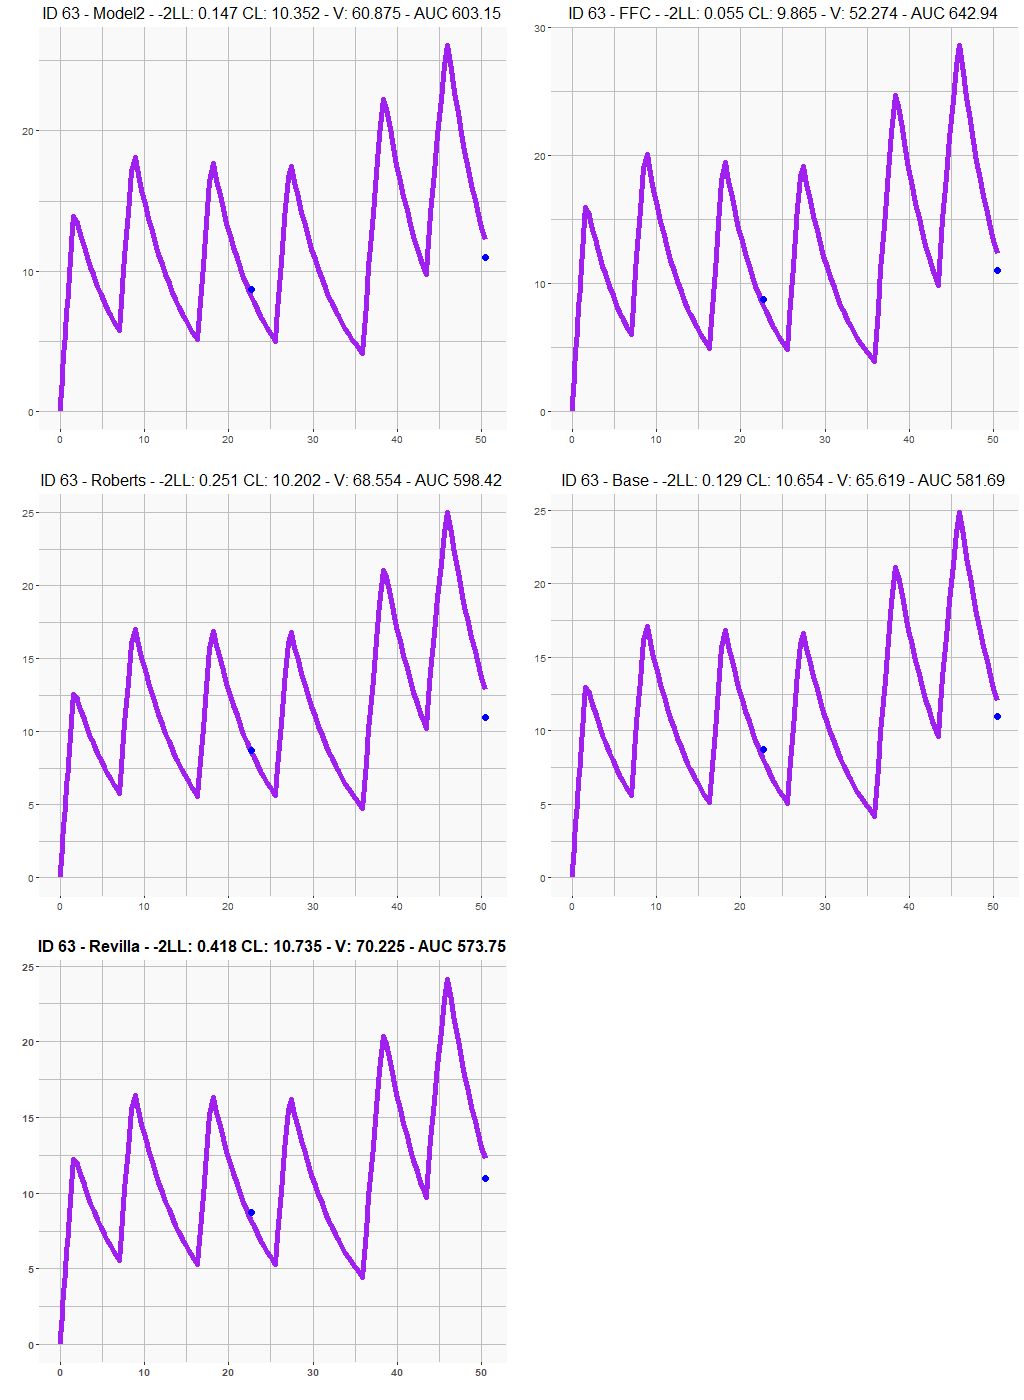 ID 63 - Model2 - -2LL: 0.147 CL: 10.352 - V: 60.875 - AUC 603.15
20
10
0
0 10 20 30 40 50
ID 63 - FFC - -2LL: 0.055 CL: 9.865 - V: 52.274 - AUC 642.94
30
20
10
0
0 10 20 30 40 50
ID 63 - Roberts - -2LL: 0.251 CL: 10.202 - V: 68.554 - AUC 598.42
25
20
15
10
5
0
0 10 20 30 40 50
ID 63 - Base - -2LL: 0.129 CL: 10.654 - V: 65.619 - AUC 581.69
25
20
15
10
5
0
0 10 20 30 40 50
ID 63 - Revilla - -2LL: 0.418 CL: 10.735 - V: 70.225 - AUC 573.75
25
20
15
10
5
0
0 10 20 30 40 50